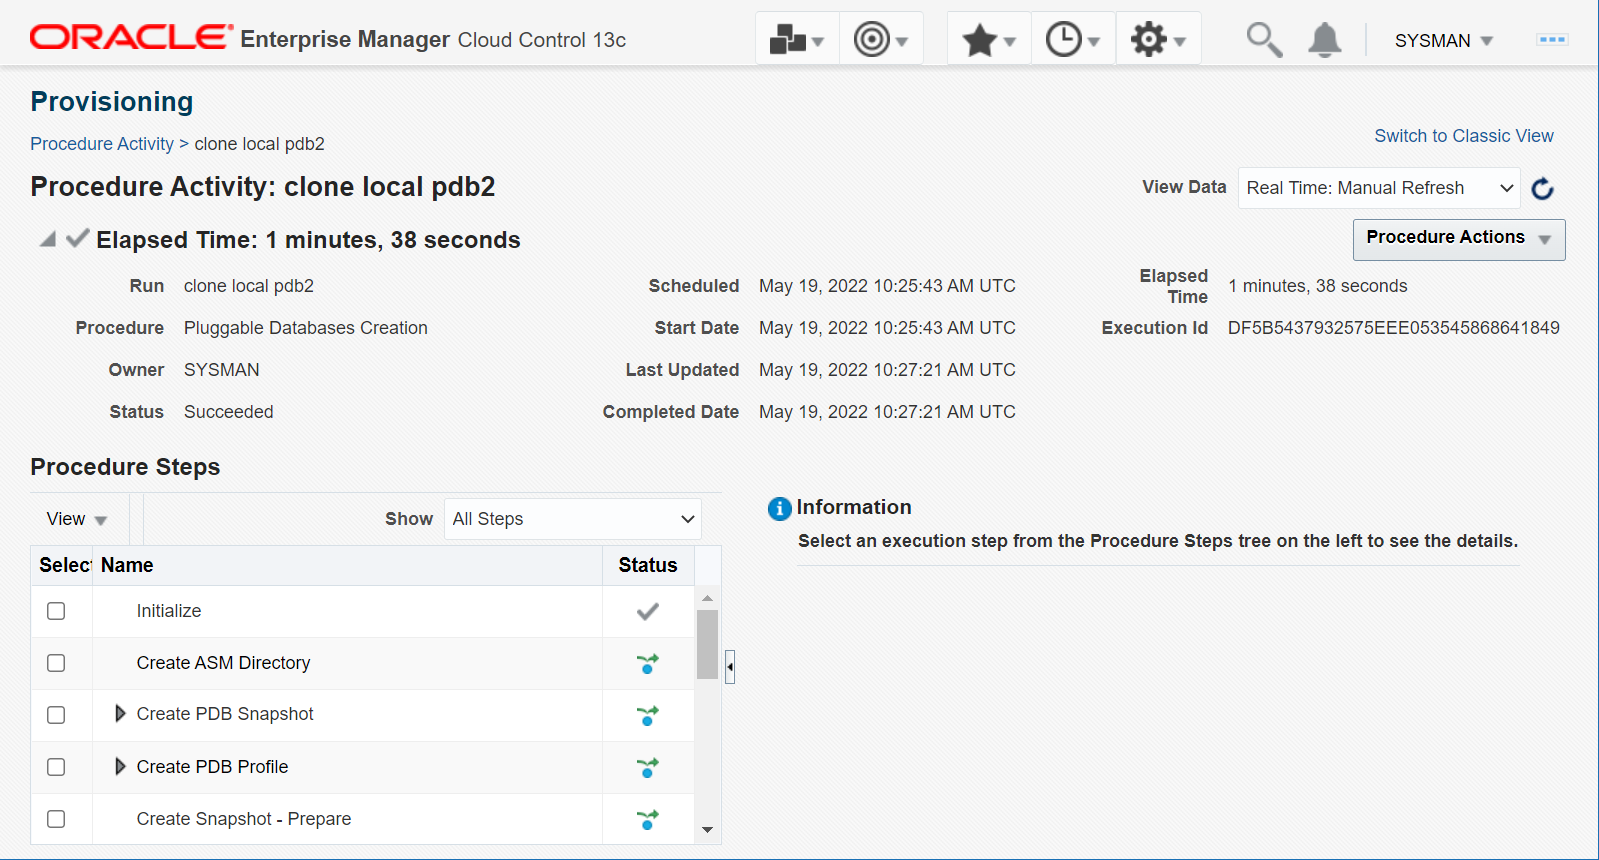 ORACLE Enterprise Manager Cloud Control 13c
SYSMAN
Provisioning
Procedure Activity > clone local pdb2
Switch to Classic View
Procedure Activity: clone local pdb2
View Data Real Time: Manual Refresh
Elapsed Time: 1 minutes, 38 seconds
Procedure Actions
Run clone local pdb2
Scheduled May 19, 2022 10:25:43 AM UTC
Elapsed Time 1 minutes, 38 seconds
Procedure Pluggable Databases Creation
Start Date May 19, 2022 10:25:43 AM UTC
Execution Id DF5B5437932575EEE053545868641849
Owner SYSMAN
Last Updated May 19, 2022 10:27:21 AM UTC
Status Succeeded
Completed Date May 19, 2022 10:27:21 AM UTC
Procedure Steps
View
Show All Steps
Select Name Status
Initialize
Create ASM Directory
Create PDB Snapshot
Create PDB Profile
Create Snapshot - Prepare
Information
Select an execution step from the Procedure Steps tree on the left to see the details.